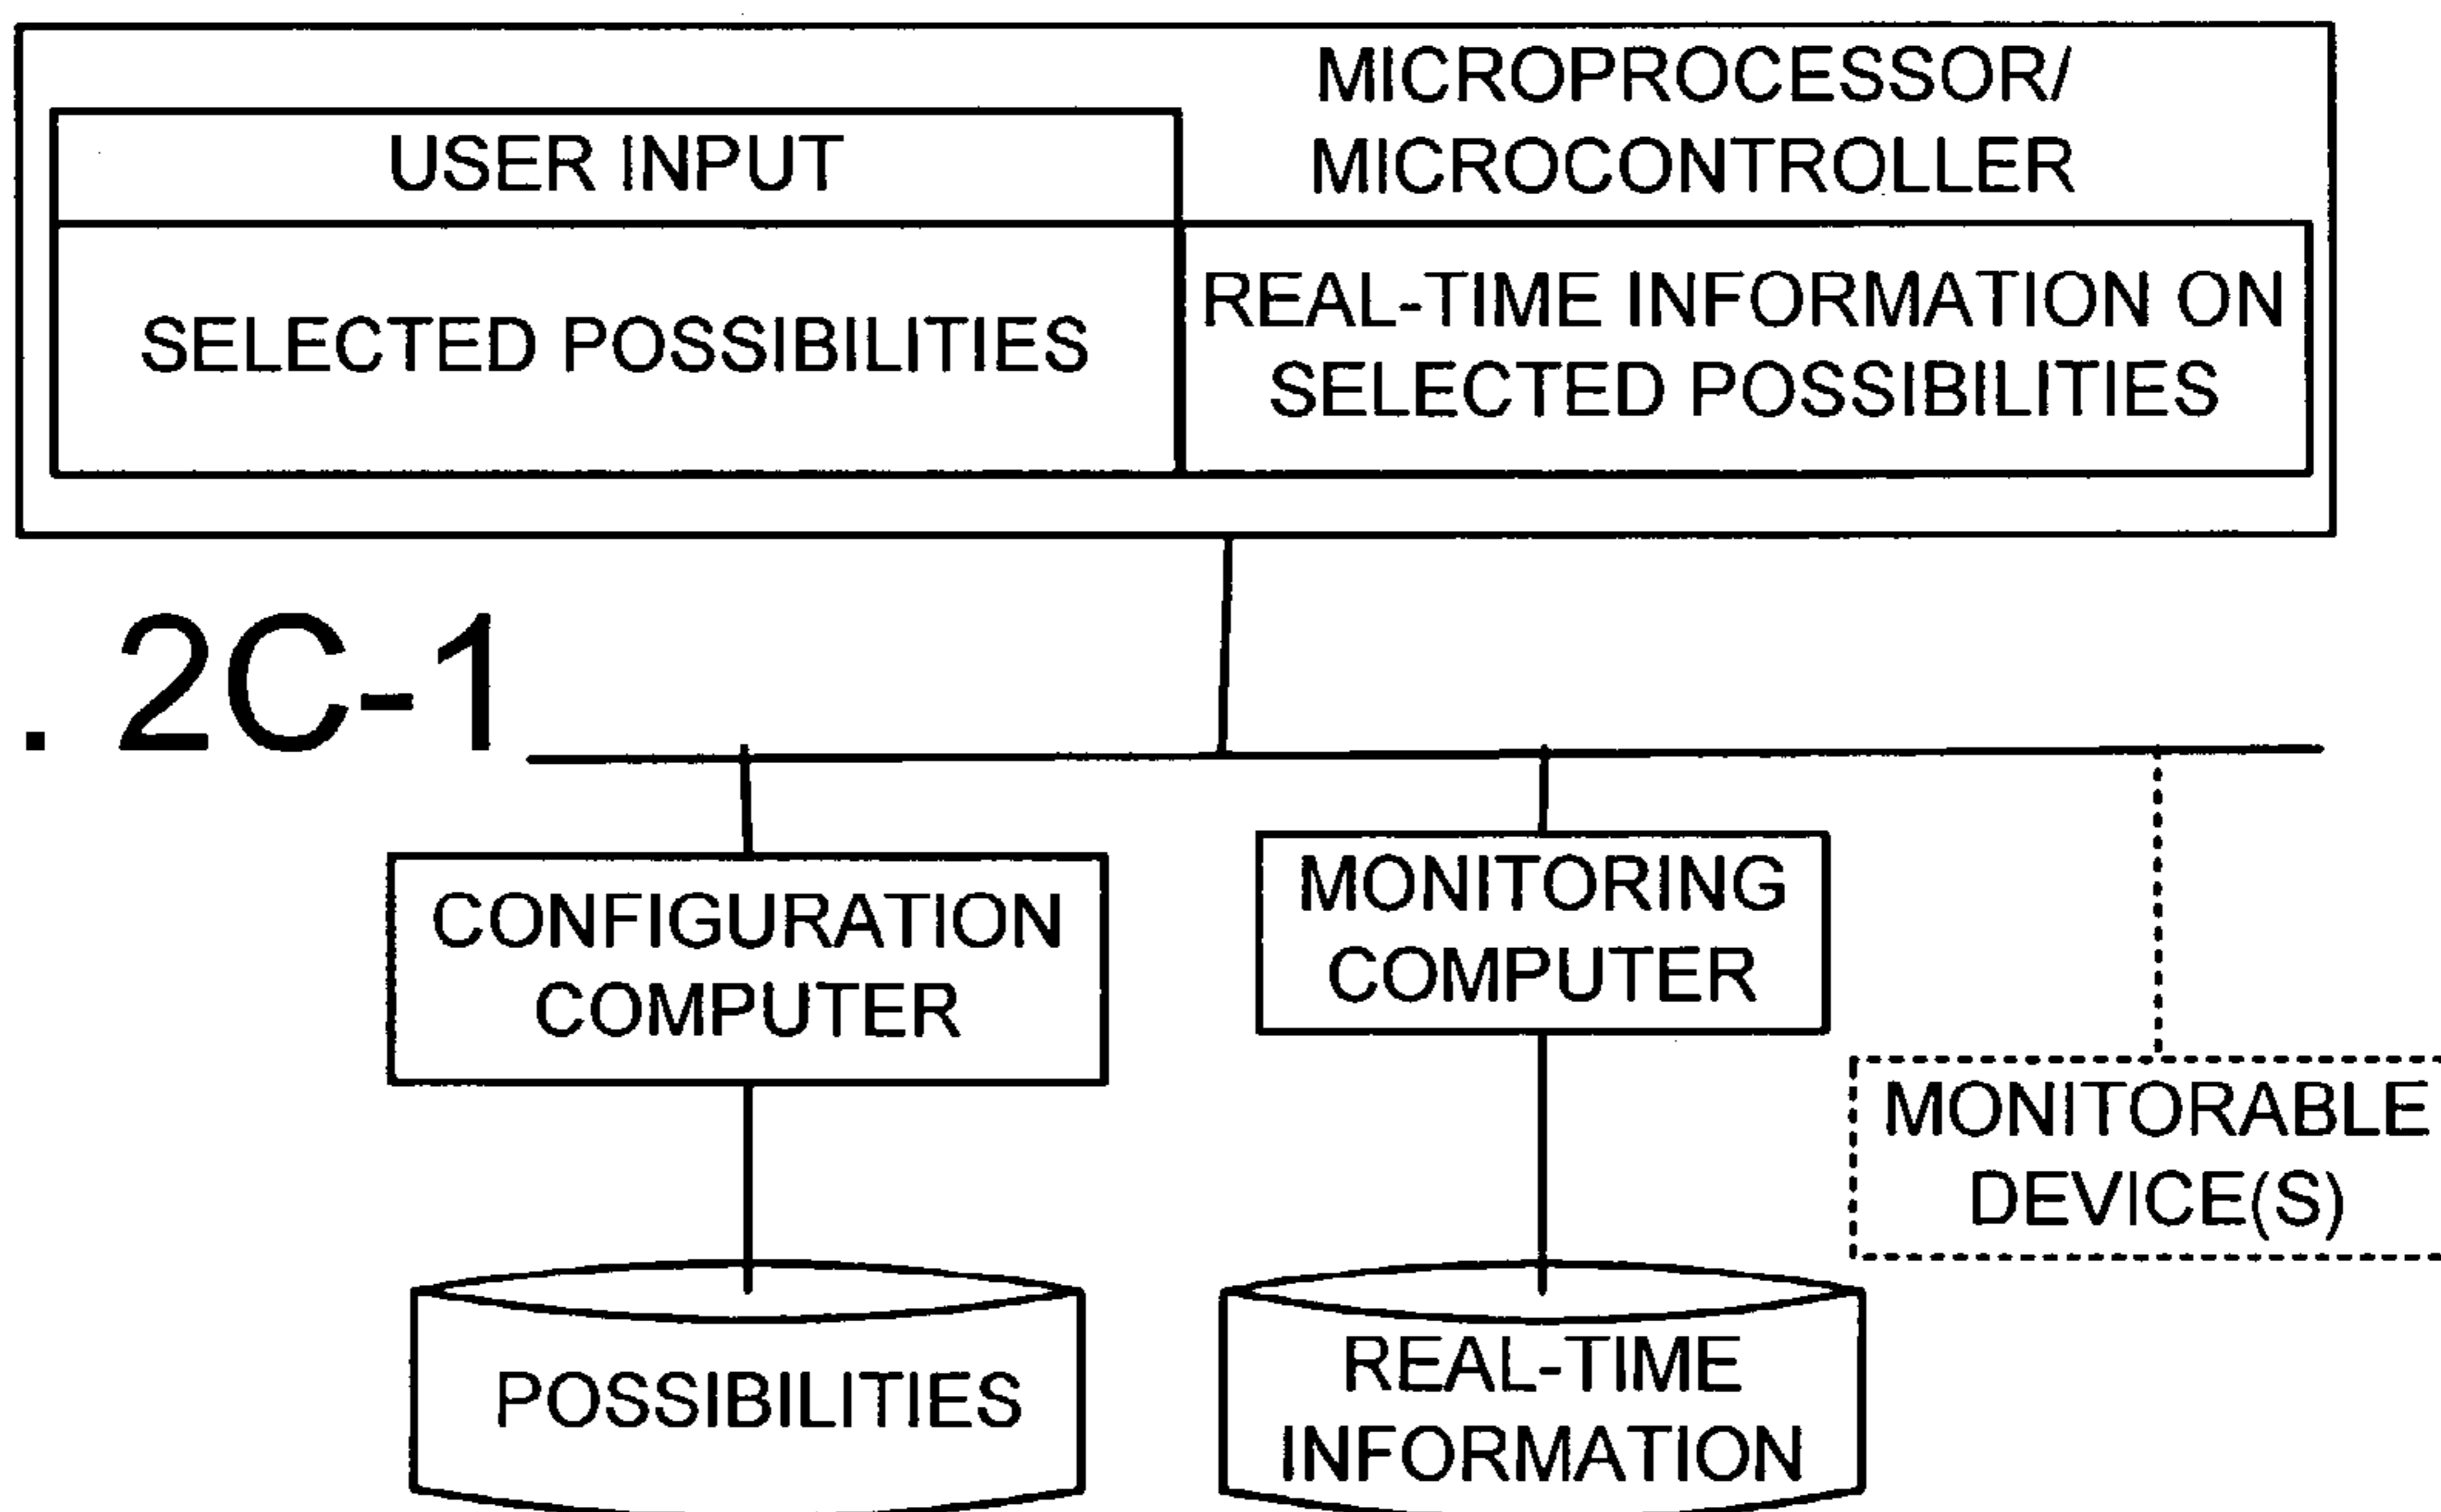 MICROPROCESSOR/
MICROCONTROLLER
USER INPUT
SELECTED POSSIBILITIES
REAL-TIME INFORMATION ON
SELECTED POSSIBILITIES
. 2C-1
CONFIGURATION
COMPUTER
MONITORING
COMPUTER
MONITORABLE
DEVICE(S)
POSSIBILITIES
REAL-TIME
INFORMATION